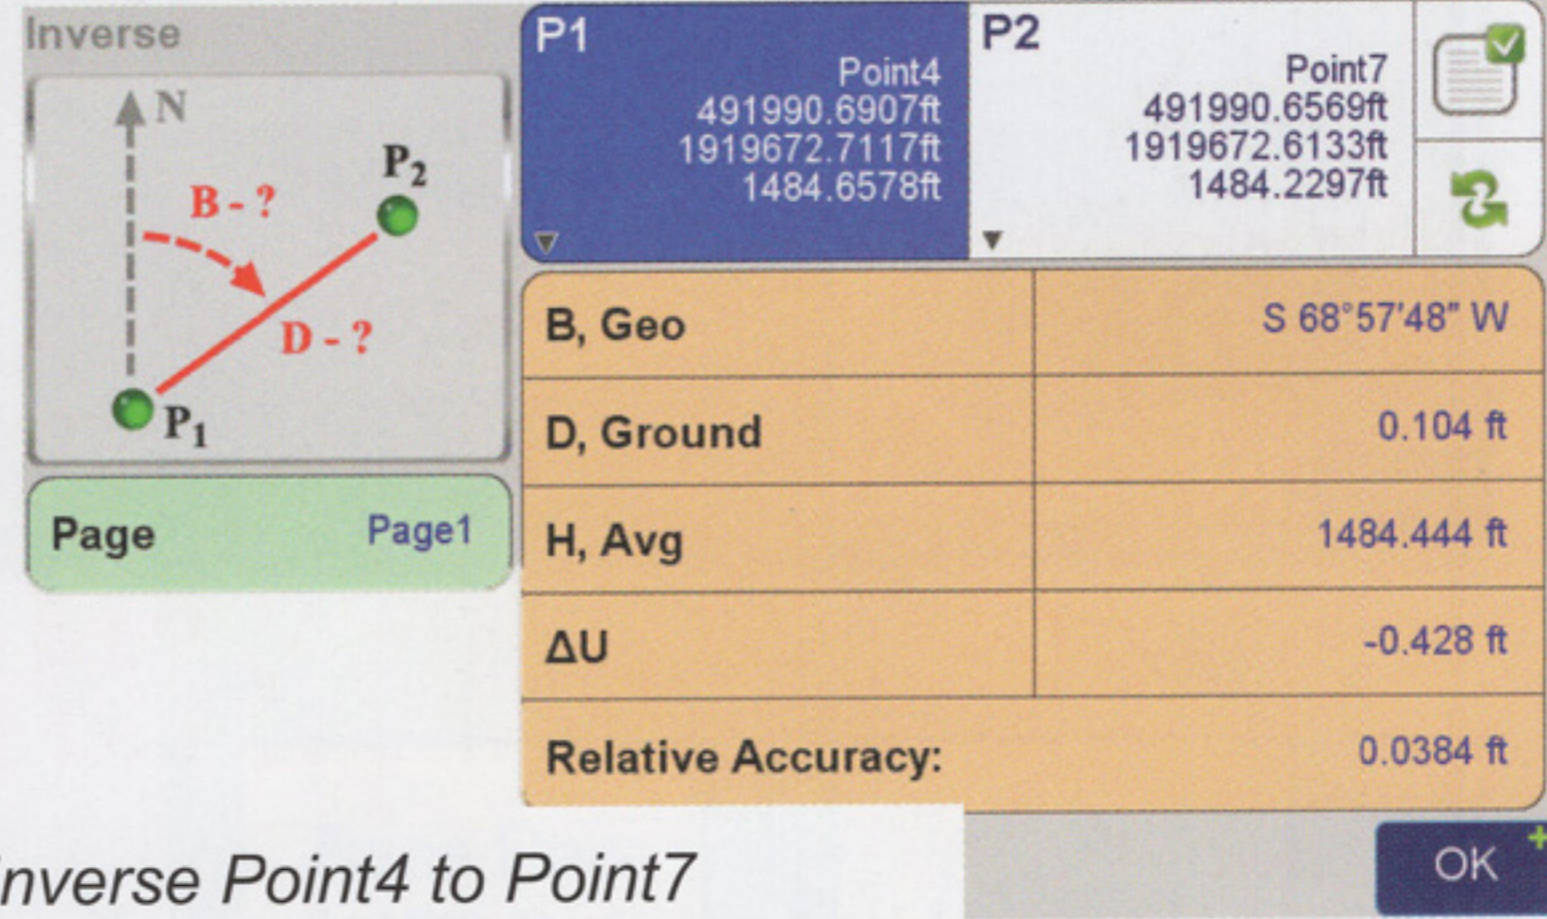 Inverse
N
B - ?
P2
D - ?
P1
Page Page1
P1
Point4
491990.6907ft
1919672.7117ft
1484.6578ft
P2
Point7
491990.6569ft
1919672.6133ft
1484.2297ft
B, Geo S 68°57'48" W
D, Ground 0.104 ft
H, Avg 1484.444 ft
ΔU -0.428 ft
Relative Accuracy: 0.0384 ft
OK
nverse Point4 to Point7